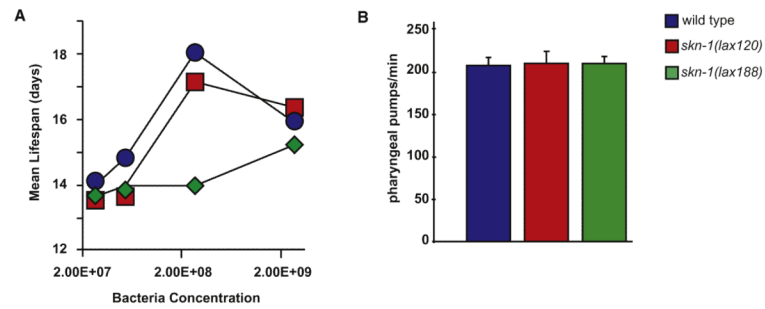 A
Mean Lifespan (days)
18
16
14
12
2.00E+07
2.00E+08
2.00E+09
Bacteria Concentration
B
pharyngeal pumps/min
250
200
150
100
50
0
wild type
skn-1(lax120)
skn-1(lax188)